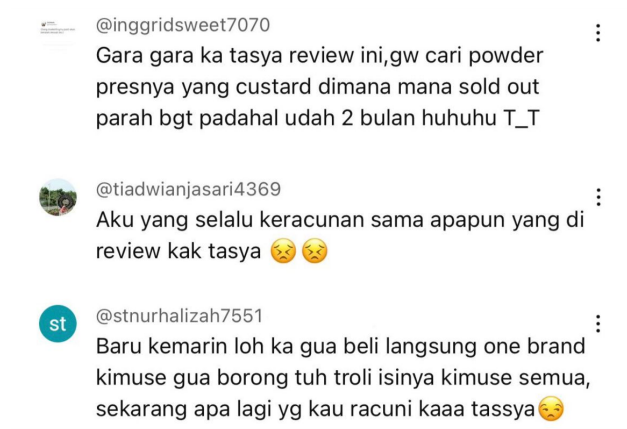 @inggridsweet7070
Gara gara ka tasya review ini,gw cari powder
presnya yang custard dimana mana sold out
parah bgt padahal udah 2 bulan huhuhu T_T
@tiadwianjasari4369
Aku yang selalu keracunan sama apapun yang di
review kak tasya 😣😣
st
@stnurhalizah7551
Baru kemarin loh ka gua beli langsung one brand
kimuse gua borong tuh troli isinya kimuse semua,
sekarang apa lagi yg kau racuni kaaa tassya😒